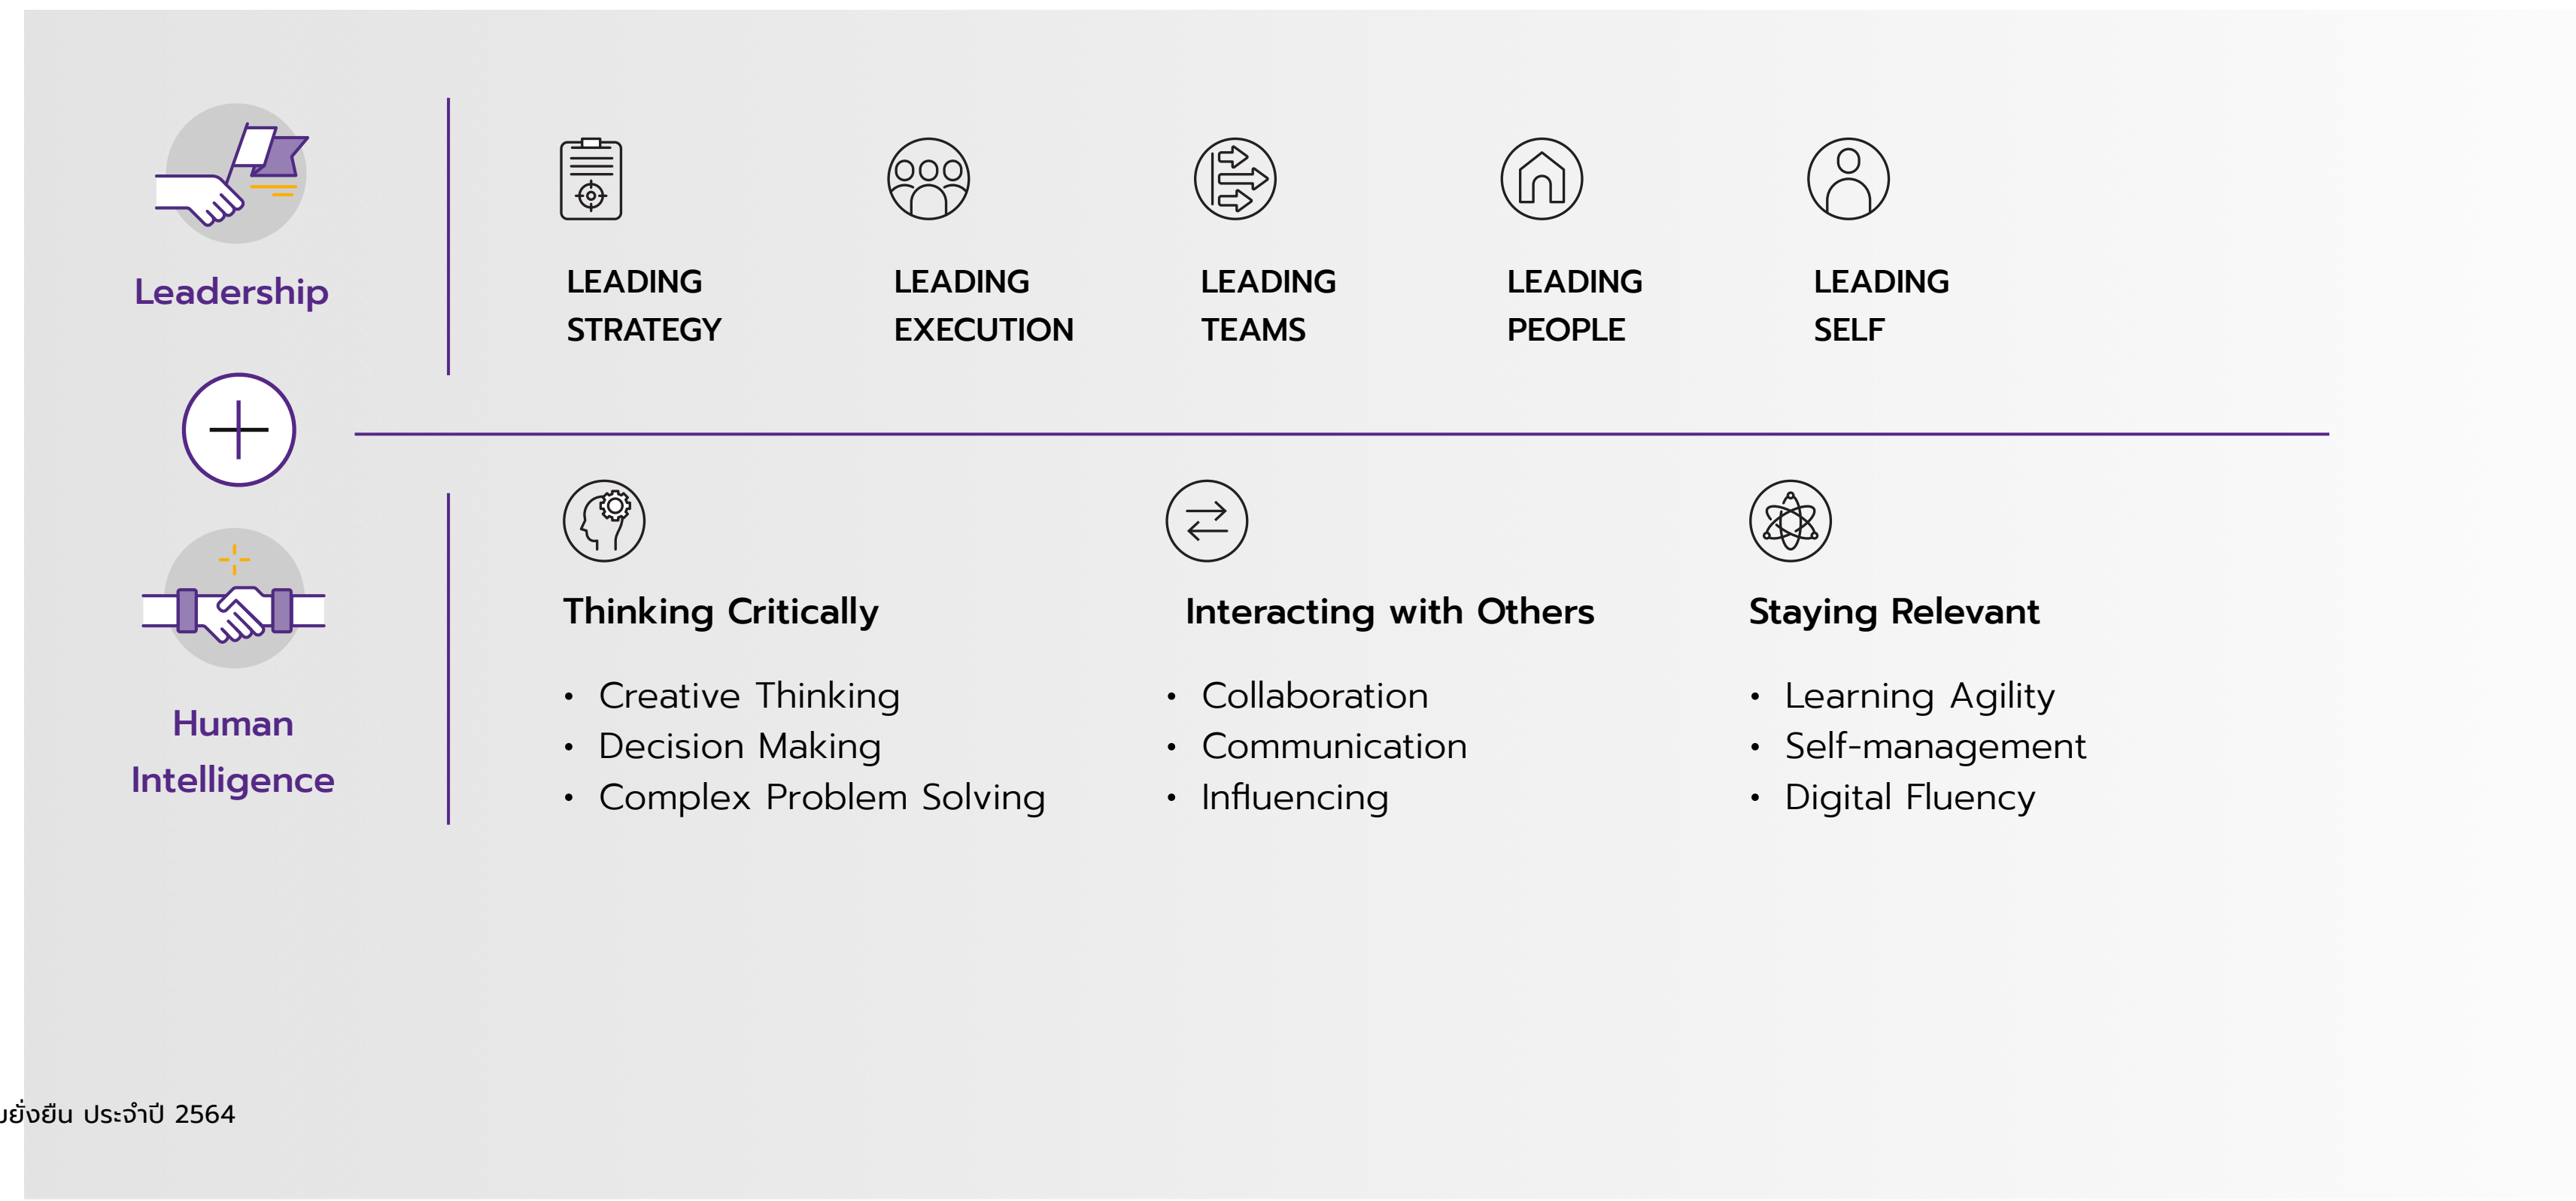 Leadership
LEADING
STRATEGY
LEADING
EXECUTION
LEADING
TEAMS
LEADING
PEOPLE
LEADING
SELF
Human
Intelligence
Thinking Critically
• Creative Thinking
• Decision Making
• Complex Problem Solving
Interacting with Others
• Collaboration
• Communication
• Influencing
Staying Relevant
• Learning Agility
• Self-management
• Digital Fluency
ยั่งยืน ประจำปี 2564